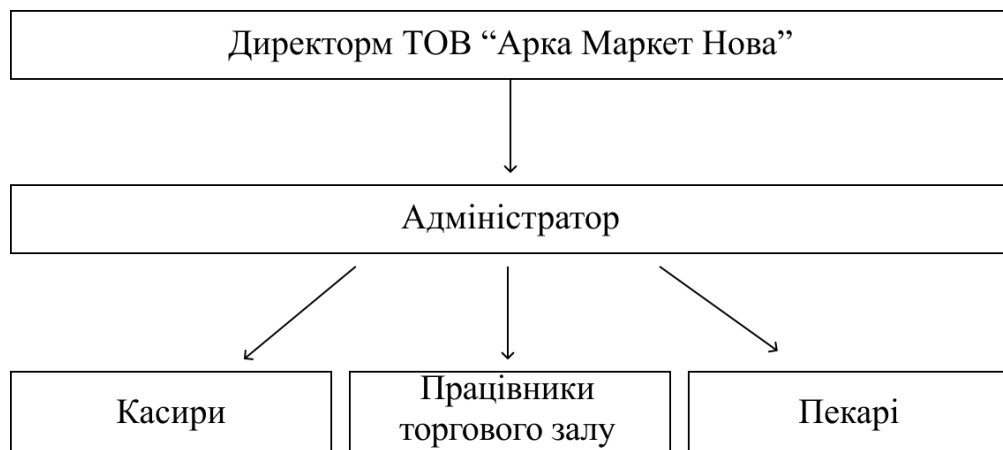 Директорм ТОВ “Арка Маркет Нова”
Адміністратор
Касири
Працівники
торгового залу
Пекарі